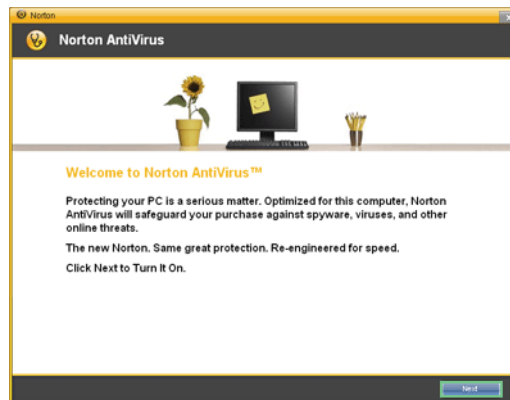 Norton
Norton AntiVirus
Welcome to Norton AntiVirus™
Protecting your PC is a serious matter. Optimized for this computer, Norton
AntiVirus will safeguard your purchase against spyware, viruses, and other
online threats.
The new Norton. Same great protection. Re-engineered for speed.
Click Next to Turn It On.
Next